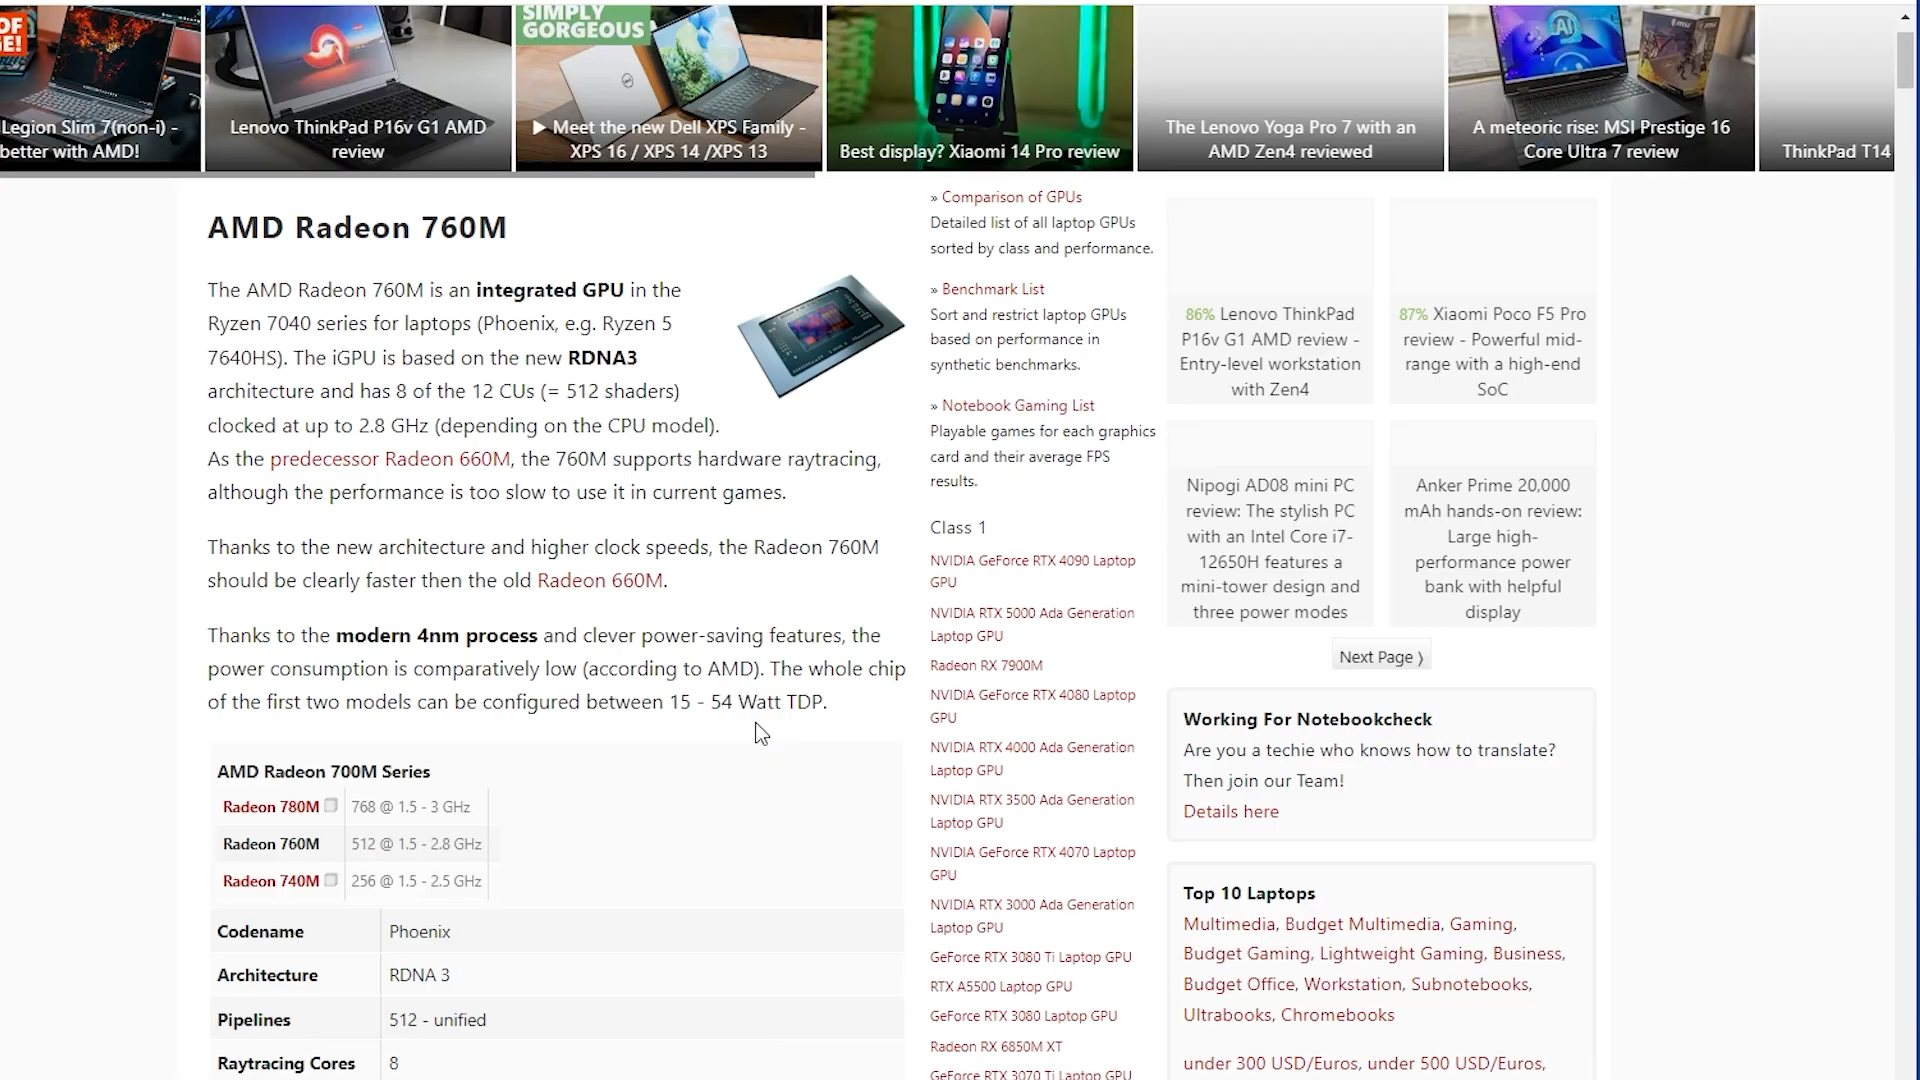 OF
GE!
SIMPLY
GORGEOUS
Legion Slim 7(non-i) -
better with AMD!
Lenovo ThinkPad P16v G1 AMD
review
▶ Meet the new Dell XPS Family -
XPS 16 / XPS 14 /XPS 13
Best display? Xiaomi 14 Pro review
The Lenovo Yoga Pro 7 with an
AMD Zen4 reviewed
AI
msi
A meteoric rise: MSI Prestige 16
Core Ultra 7 review
ThinkPad T14
AMD Radeon 760M
The AMD Radeon 760M is an integrated GPU in the
Ryzen 7040 series for laptops (Phoenix, e.g. Ryzen 5
7640HS). The iGPU is based on the new RDNA3
architecture and has 8 of the 12 CUs (= 512 shaders)
clocked at up to 2.8 GHz (depending on the CPU model).
As the predecessor Radeon 660M, the 760M supports hardware raytracing,
although the performance is too slow to use it in current games.
Thanks to the new architecture and higher clock speeds, the Radeon 760M
should be clearly faster then the old Radeon 660M.
Thanks to the modern 4nm process and clever power-saving features, the
power consumption is comparatively low (according to AMD). The whole chip
of the first two models can be configured between 15 - 54 Watt TDP.
AMD Radeon 700M Series
Radeon 780M 768 @ 1.5 - 3 GHz
Radeon 760M 512 @ 1.5 - 2.8 GHz
Radeon 740M 256 @ 1.5 - 2.5 GHz
Codename Phoenix
Architecture RDNA 3
Pipelines 512 - unified
Raytracing Cores 8
» Comparison of GPUs
Detailed list of all laptop GPUs
sorted by class and performance.
» Benchmark List
Sort and restrict laptop GPUs
based on performance in
synthetic benchmarks.
» Notebook Gaming List
Playable games for each graphics
card and their average FPS
results.
Class 1
NVIDIA GeForce RTX 4090 Laptop
GPU
NVIDIA RTX 5000 Ada Generation
Laptop GPU
Radeon RX 7900M
NVIDIA GeForce RTX 4080 Laptop
GPU
NVIDIA RTX 4000 Ada Generation
Laptop GPU
NVIDIA RTX 3500 Ada Generation
Laptop GPU
NVIDIA GeForce RTX 4070 Laptop
GPU
NVIDIA RTX 3000 Ada Generation
Laptop GPU
GeForce RTX 3080 Ti Laptop GPU
RTX A5500 Laptop GPU
GeForce RTX 3080 Laptop GPU
Radeon RX 6850M XT
GeForce RTX 3070 Ti Laptop GPU
86% Lenovo ThinkPad
P16v G1 AMD review -
Entry-level workstation
with Zen4
87% Xiaomi Poco F5 Pro
review - Powerful mid-
range with a high-end
SoC
Nipogi AD08 mini PC
review: The stylish PC
with an Intel Core i7-
12650H features a
mini-tower design and
three power modes
Anker Prime 20,000
mAh hands-on review:
Large high-
performance power
bank with helpful
display
Next Page ⟩
Working For Notebookcheck
Are you a techie who knows how to translate?
Then join our Team!
Details here
Top 10 Laptops
Multimedia, Budget Multimedia, Gaming,
Budget Gaming, Lightweight Gaming, Business,
Budget Office, Workstation, Subnotebooks,
Ultrabooks, Chromebooks
under 300 USD/Euros, under 500 USD/Euros,